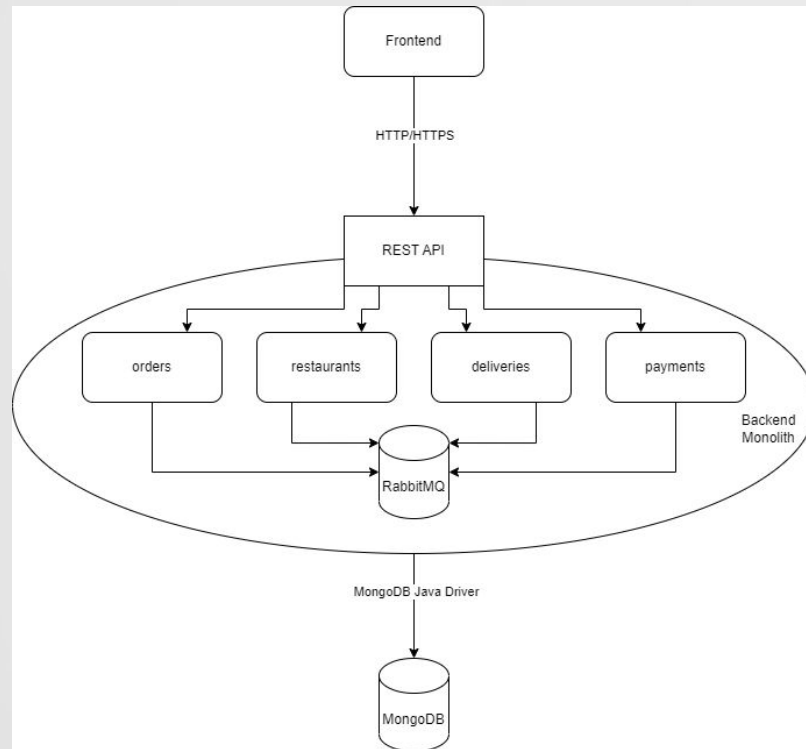 Frontend
HTTP/HTTPS
REST API
orders
restaurants
deliveries
payments
Backend
Monolith
RabbitMQ
MongoDB Java Driver
MongoDB